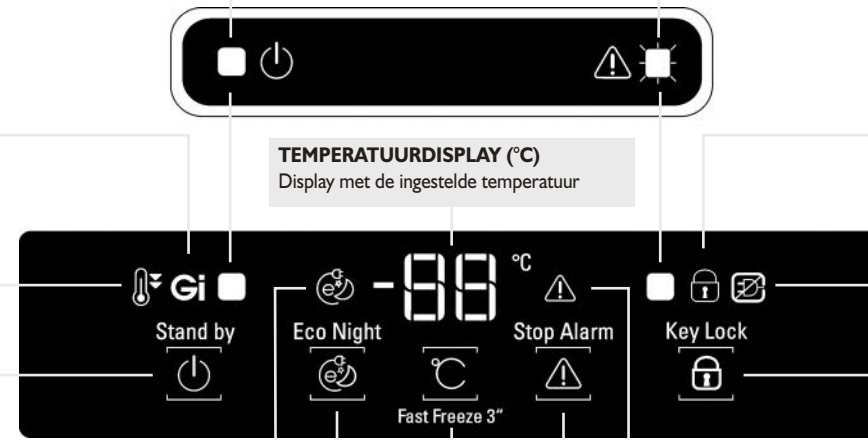 TEMPERATUURDISPLAY (°C)
Display met de ingestelde temperatuur
Gi -88 °C
Stand by Eco Night Stop Alarm Key Lock
e e °C
Fast Freeze 3“